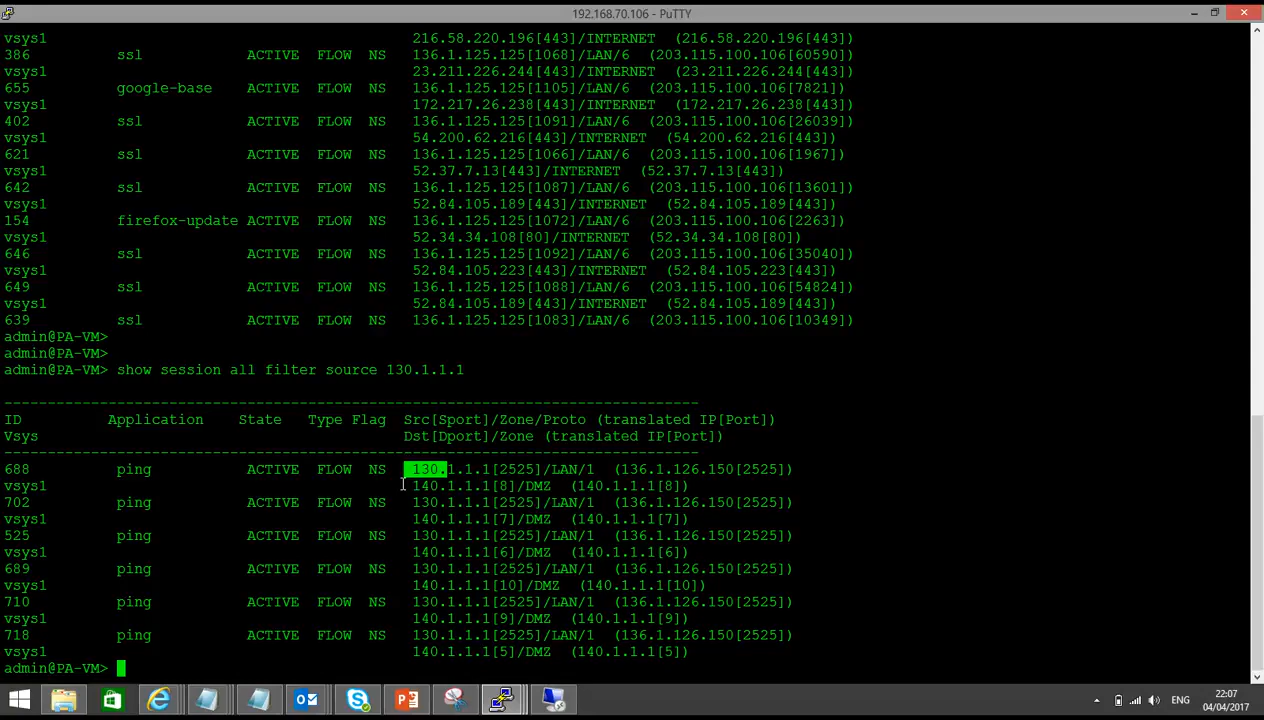 192.168.70.106 - PuTTY
vsys1 216.58.220.196[443]/INTERNET (216.58.220.196[443])
386 ssl ACTIVE FLOW NS 136.1.125.125[1068]/LAN/6 (203.115.100.106[60590])
vsys1 23.211.226.244[443]/INTERNET (23.211.226.244[443])
655 google-base ACTIVE FLOW NS 136.1.125.125[1105]/LAN/6 (203.115.100.106[7821])
vsys1 172.217.26.238[443]/INTERNET (172.217.26.238[443])
402 ssl ACTIVE FLOW NS 136.1.125.125[1091]/LAN/6 (203.115.100.106[26039])
vsys1 54.200.62.216[443]/INTERNET (54.200.62.216[443])
621 ssl ACTIVE FLOW NS 136.1.125.125[1066]/LAN/6 (203.115.100.106[1967])
vsys1 52.37.7.13[443]/INTERNET (52.37.7.13[443])
642 ssl ACTIVE FLOW NS 136.1.125.125[1087]/LAN/6 (203.115.100.106[13601])
vsys1 52.84.105.189[443]/INTERNET (52.84.105.189[443])
154 firefox-update ACTIVE FLOW NS 136.1.125.125[1072]/LAN/6 (203.115.100.106[2263])
vsys1 52.34.34.108[80]/INTERNET (52.34.34.108[80])
646 ssl ACTIVE FLOW NS 136.1.125.125[1092]/LAN/6 (203.115.100.106[35040])
vsys1 52.84.105.223[443]/INTERNET (52.84.105.223[443])
649 ssl ACTIVE FLOW NS 136.1.125.125[1088]/LAN/6 (203.115.100.106[54824])
vsys1 52.84.105.189[443]/INTERNET (52.84.105.189[443])
639 ssl ACTIVE FLOW NS 136.1.125.125[1083]/LAN/6 (203.115.100.106[10349])
admin@PA-VM>
admin@PA-VM>
admin@PA-VM> show session all filter source 130.1.1.1
--------------------------------------------------------------------------------
ID Application State Type Flag Src[Sport]/Zone/Proto (translated IP[Port])
Vsys Dst[Dport]/Zone (translated IP[Port])
--------------------------------------------------------------------------------
688 ping ACTIVE FLOW NS 130.1.1.1[2525]/LAN/1 (136.1.126.150[2525])
vsys1 140.1.1.1[8]/DMZ (140.1.1.1[8])
702 ping ACTIVE FLOW NS 130.1.1.1[2525]/LAN/1 (136.1.126.150[2525])
vsys1 140.1.1.1[7]/DMZ (140.1.1.1[7])
525 ping ACTIVE FLOW NS 130.1.1.1[2525]/LAN/1 (136.1.126.150[2525])
vsys1 140.1.1.1[6]/DMZ (140.1.1.1[6])
689 ping ACTIVE FLOW NS 130.1.1.1[2525]/LAN/1 (136.1.126.150[2525])
vsys1 140.1.1.1[10]/DMZ (140.1.1.1[10])
710 ping ACTIVE FLOW NS 130.1.1.1[2525]/LAN/1 (136.1.126.150[2525])
vsys1 140.1.1.1[9]/DMZ (140.1.1.1[9])
718 ping ACTIVE FLOW NS 130.1.1.1[2525]/LAN/1 (136.1.126.150[2525])
vsys1 140.1.1.1[5]/DMZ (140.1.1.1[5])
admin@PA-VM>
ENG
22:07
04/04/2017